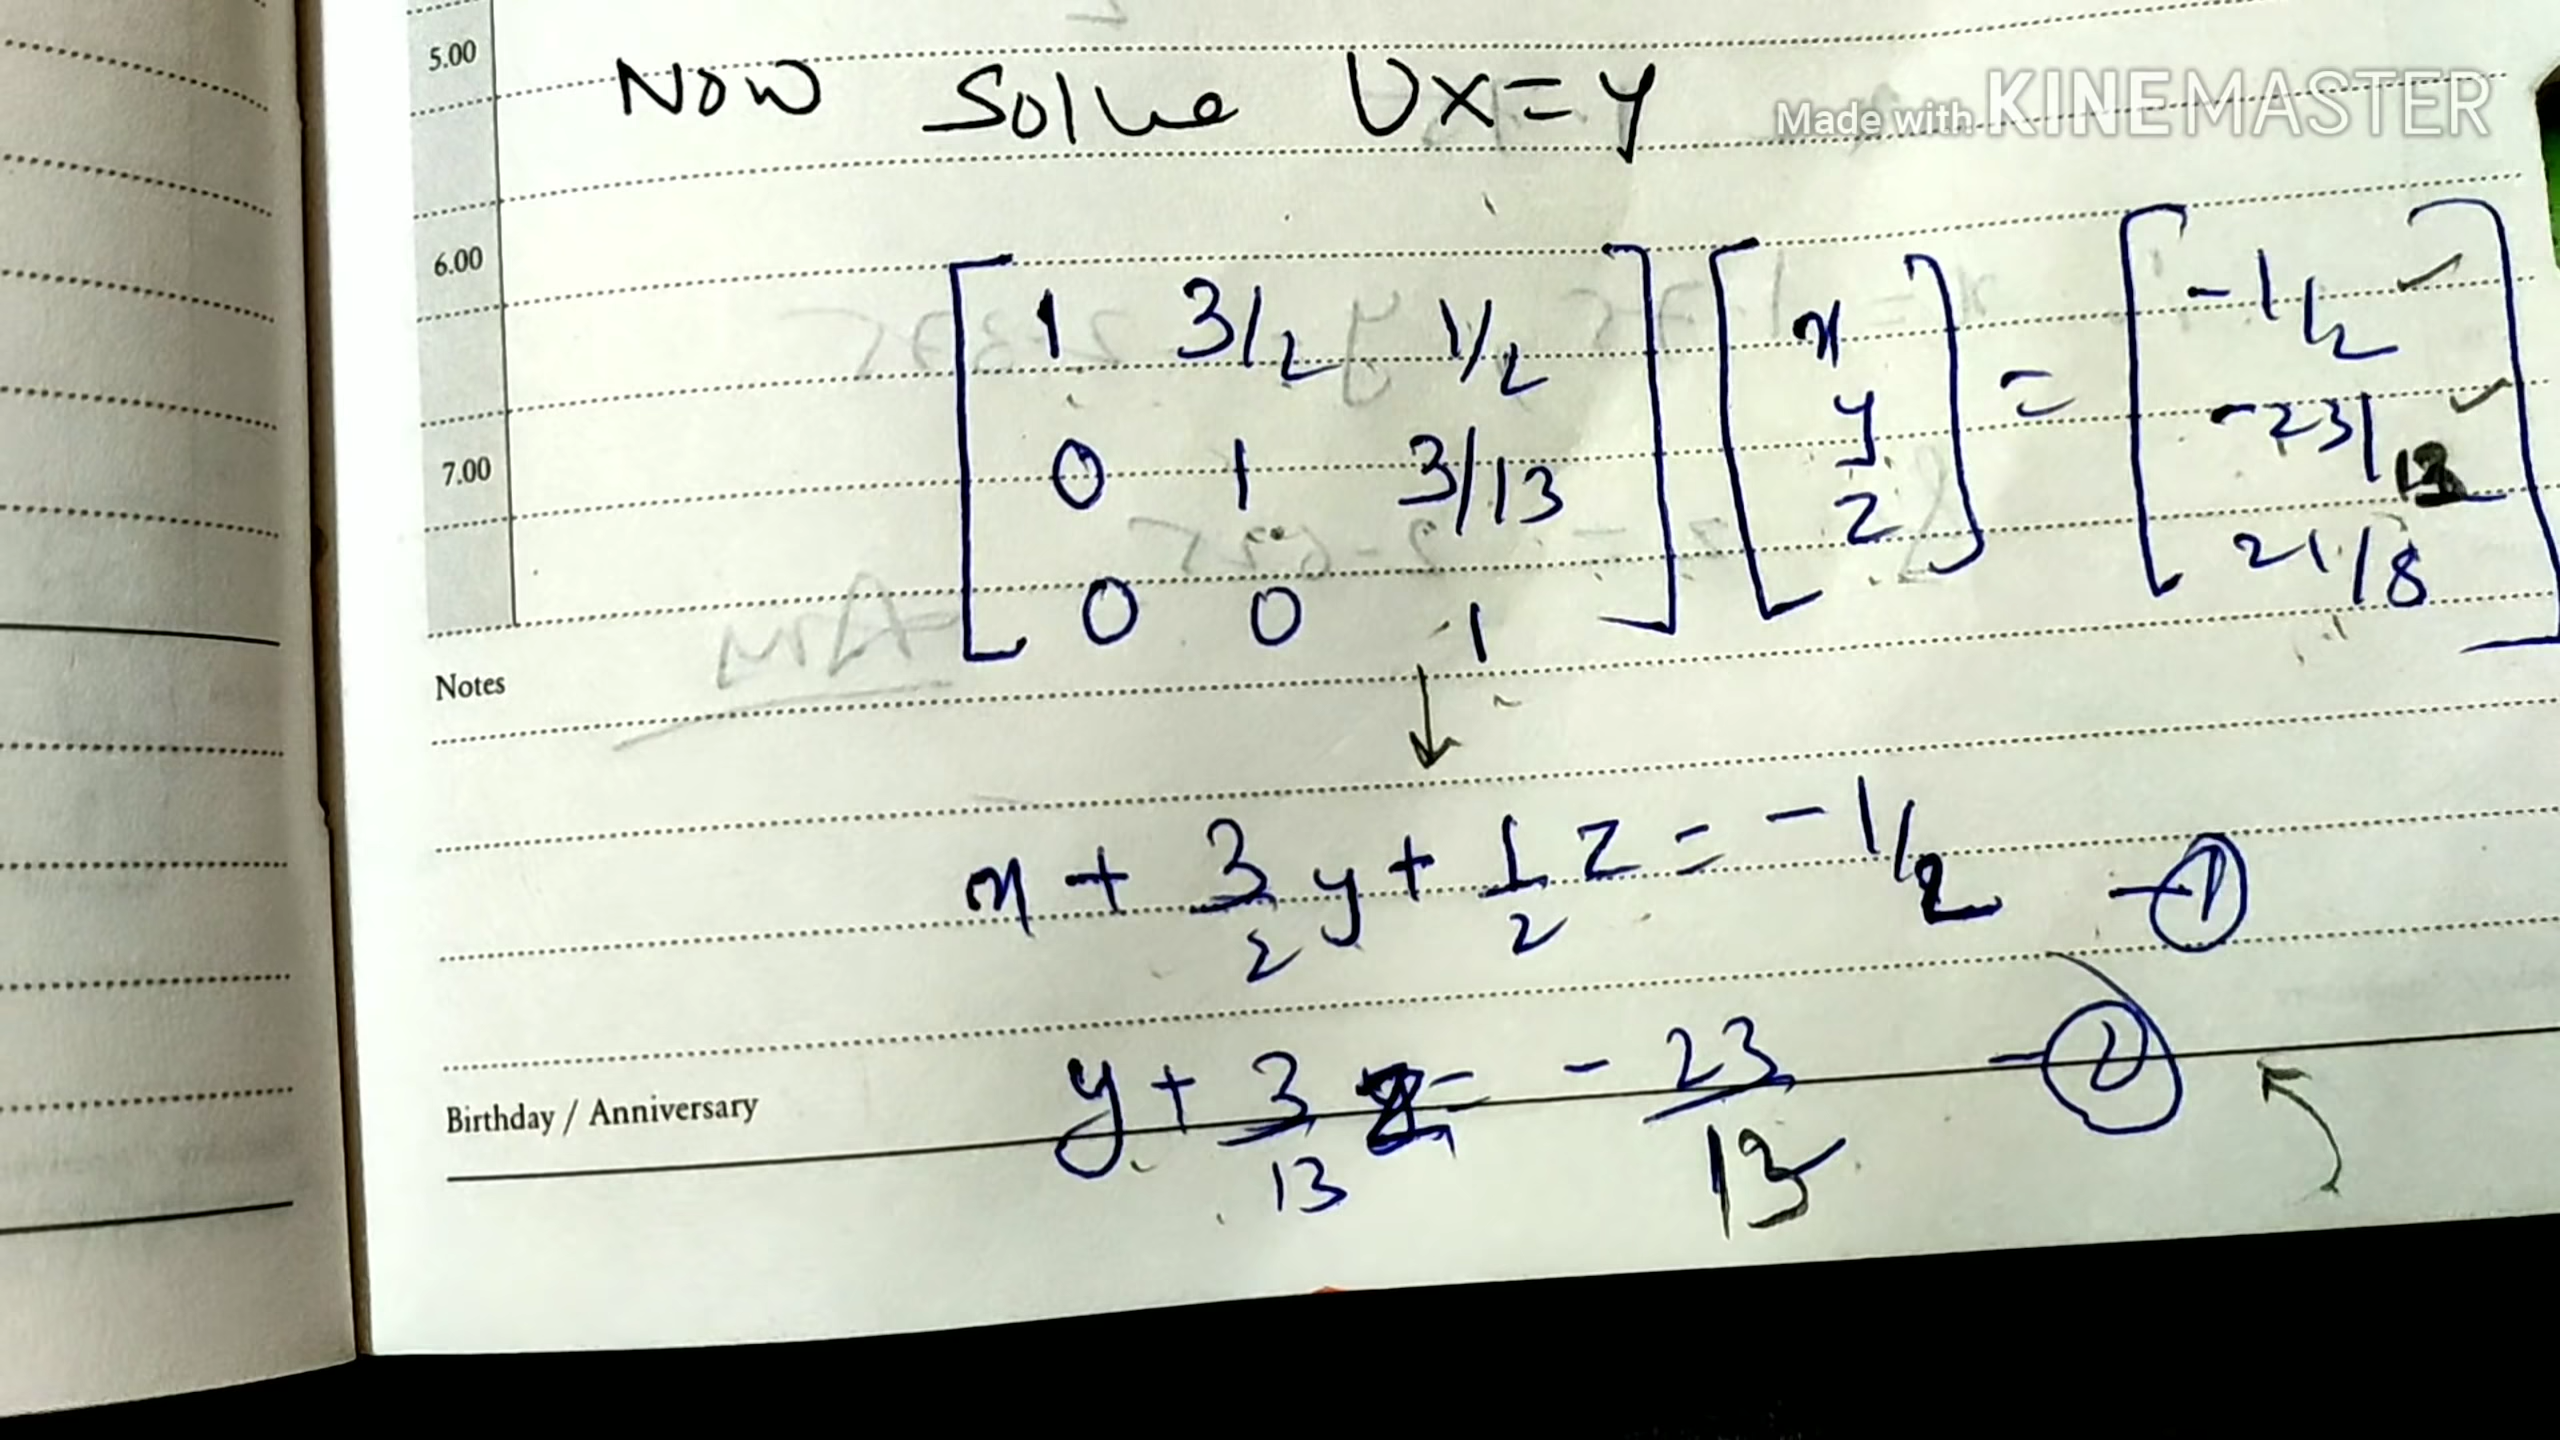 5.00
Now Solve UX=Y
Made with KINEMASTER
6.00
1 3/2 1/2 x -1/2 ✓
0 1 3/13 y = -23/13 ✓
7.00
0 0 1 z 21/8
Notes
↓
x + 3/2 y + 1/2 z = -1/2 -①
y + 3/13 z = -23/13 -②
Birthday / Anniversary